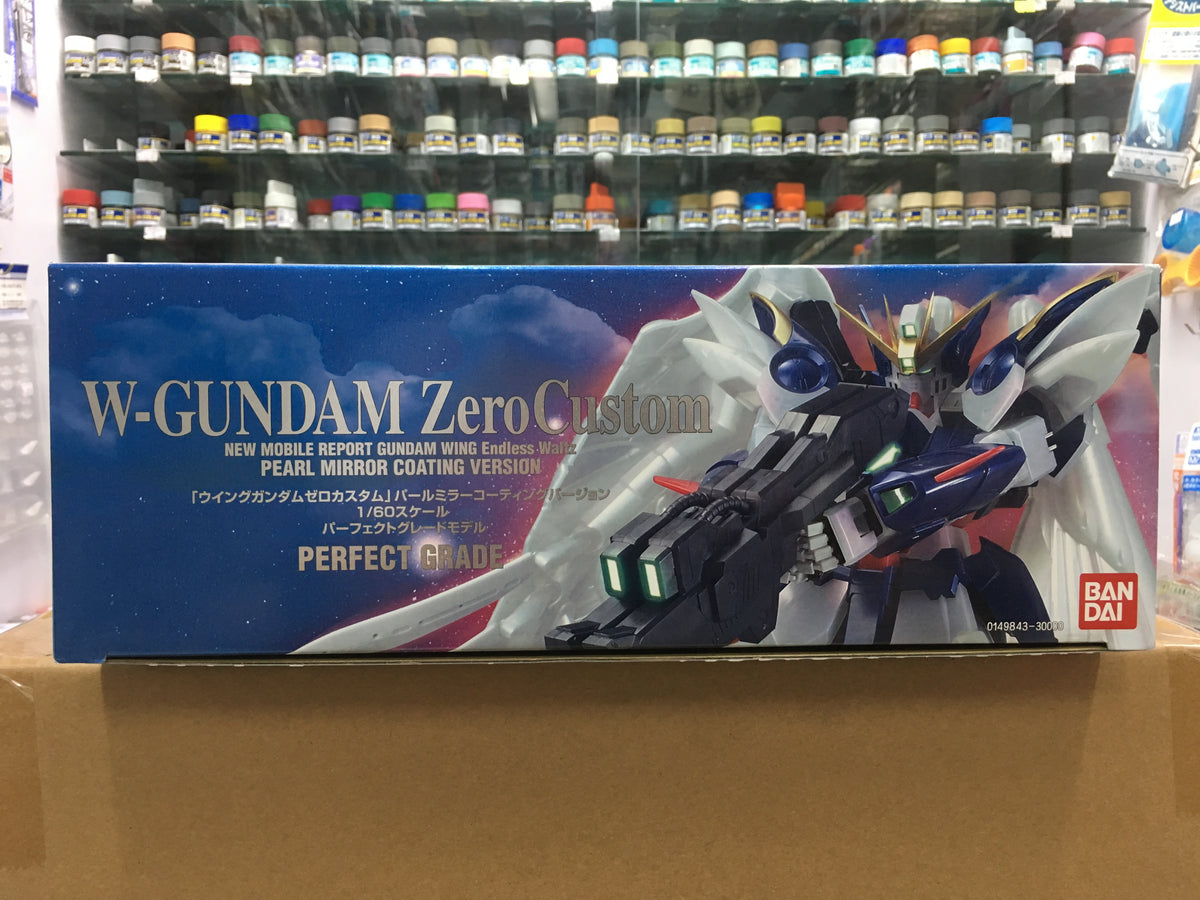 W-GUNDAM ZeroCustom
NEW MOBILE REPORT GUNDAM WING Endless Waltz
PEARL MIRROR COATING VERSION
「ウイングガンダムゼロカスタム」パールミラーコーティングバージョン
1/60スケール
パーフェクトグレードモデル
PERFECT GRADE
0149843-30000
BAN
DAI